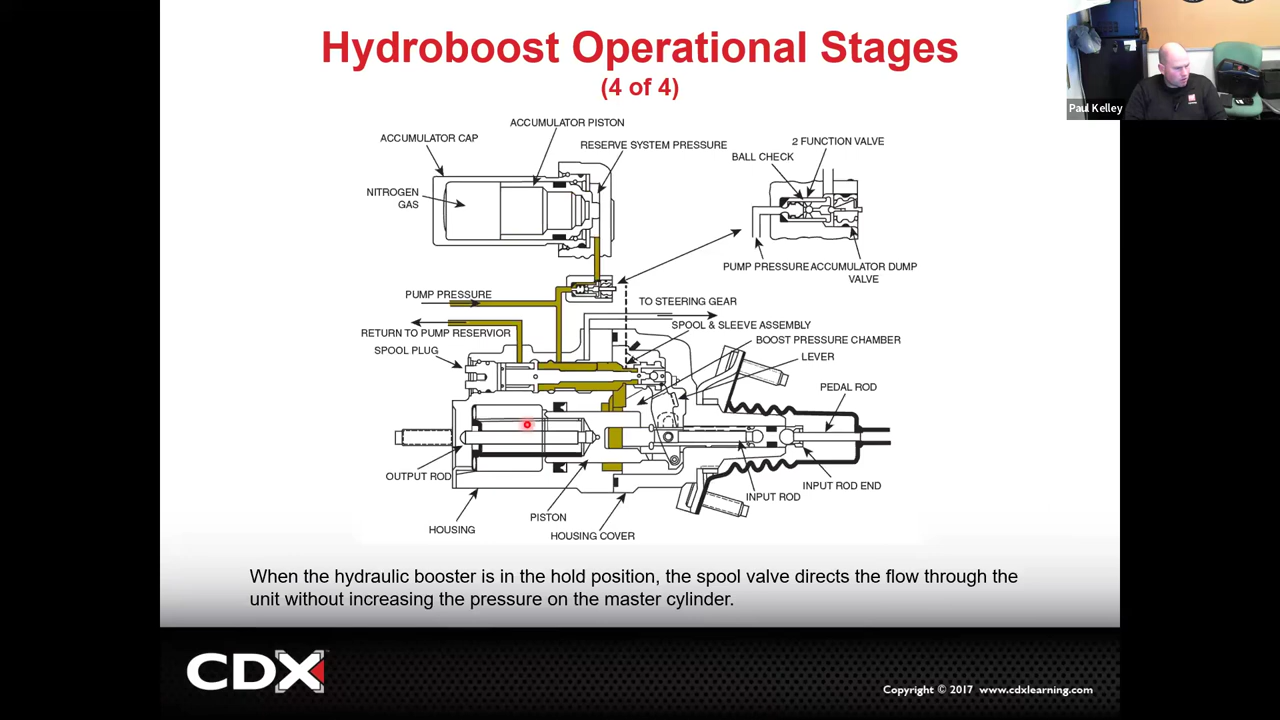 Hydroboost Operational Stages
(4 of 4)
Paul Kelley
ACCUMULATOR PISTON
ACCUMULATOR CAP
RESERVE SYSTEM PRESSURE
2 FUNCTION VALVE
BALL CHECK
NITROGEN
GAS
PUMP PRESSURE
ACCUMULATOR DUMP
VALVE
PUMP PRESSURE
TO STEERING GEAR
RETURN TO PUMP RESERVIOR
SPOOL & SLEEVE ASSEMBLY
SPOOL PLUG
BOOST PRESSURE CHAMBER
LEVER
PEDAL ROD
OUTPUT ROD
INPUT ROD END
INPUT ROD
PISTON
HOUSING
HOUSING COVER
When the hydraulic booster is in the hold position, the spool valve directs the flow through the
unit without increasing the pressure on the master cylinder.
CDX
Copyright © 2017 www.cdxlearning.com